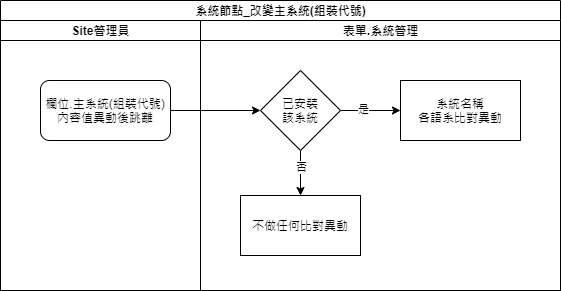 系統節點_改變主系統(組裝代號)
Site管理員
表單.系統管理
欄位.主系統(組裝代號)
內容值異動後跳離
已安裝
該系統
是
系統名稱
各語系比對異動
否
不做任何比對異動